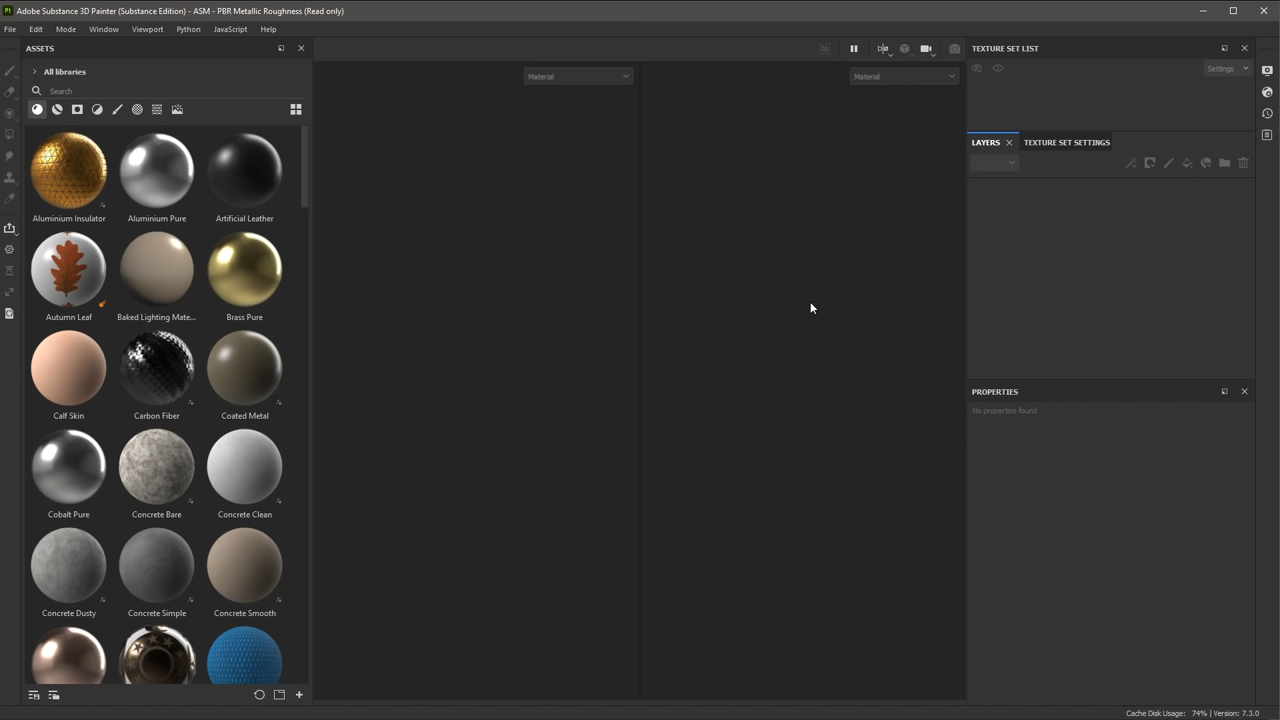 Pt Adobe Substance 3D Painter (Substance Edition) - ASM - PBR Metallic Roughness (Read only)
File Edit Mode Window Viewport Python JavaScript Help
ASSETS
All libraries
Search
Aluminium Insulator Aluminium Pure Artificial Leather
Autumn Leaf Baked Lighting Mate... Brass Pure
Calf Skin Carbon Fiber Coated Metal
Cobalt Pure Concrete Bare Concrete Clean
Concrete Dusty Concrete Simple Concrete Smooth
Material
Material
TEXTURE SET LIST
Settings
LAYERS TEXTURE SET SETTINGS
PROPERTIES
No properties found
Cache Disk Usage: 74% | Version: 7.3.0